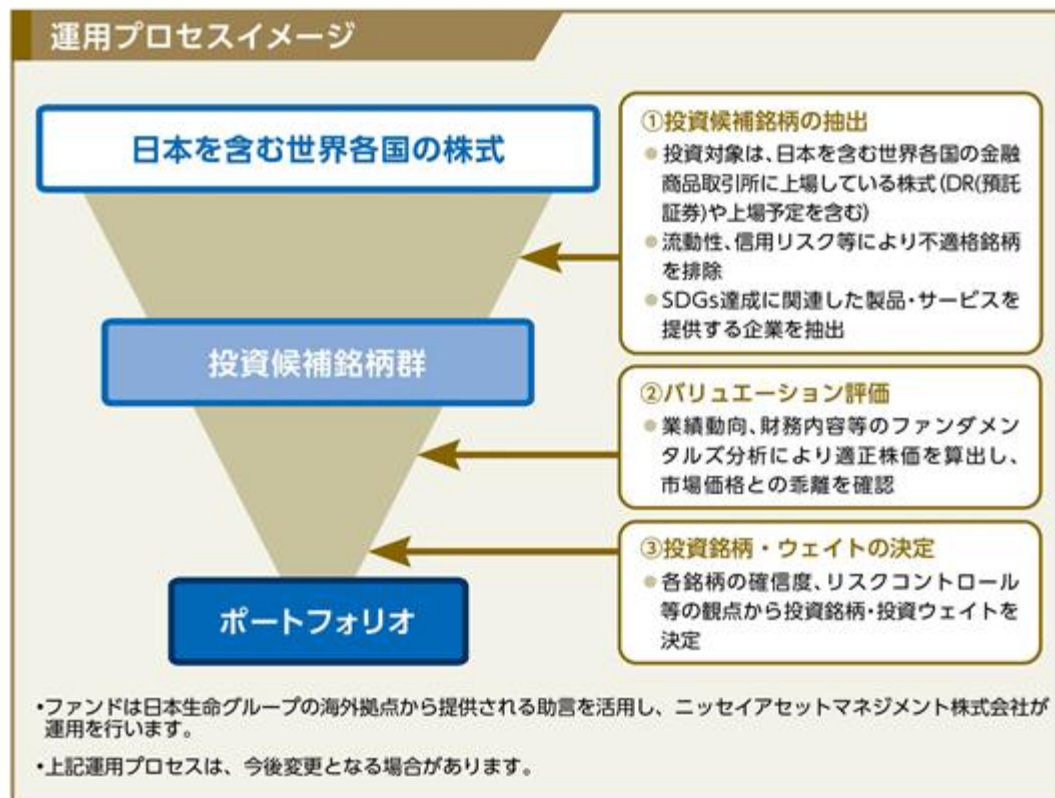 運用プロセスイメージ
日本を含む世界各国の株式
投資候補銘柄群
ポートフォリオ
①投資候補銘柄の抽出
●投資対象は、日本を含む世界各国の金融
商品取引所に上場している株式(DR(預託
証券)や上場予定を含む)
●流動性、信用リスク等により不適格銘柄
を排除
●SDGs達成に関連した製品・サービスを
提供する企業を抽出
②バリュエーション評価
●業績動向、財務内容等のファンダメン
タルズ分析により適正株価を算出し、
市場価格との乖離を確認
③投資銘柄・ウェイトの決定
●各銘柄の確信度、リスクコントロール
等の観点から投資銘柄・投資ウェイトを
決定
•ファンドは日本生命グループの海外拠点から提供される助言を活用し、ニッセイアセットマネジメント株式会社が
運用を行います。
•上記運用プロセスは、今後変更となる場合があります。